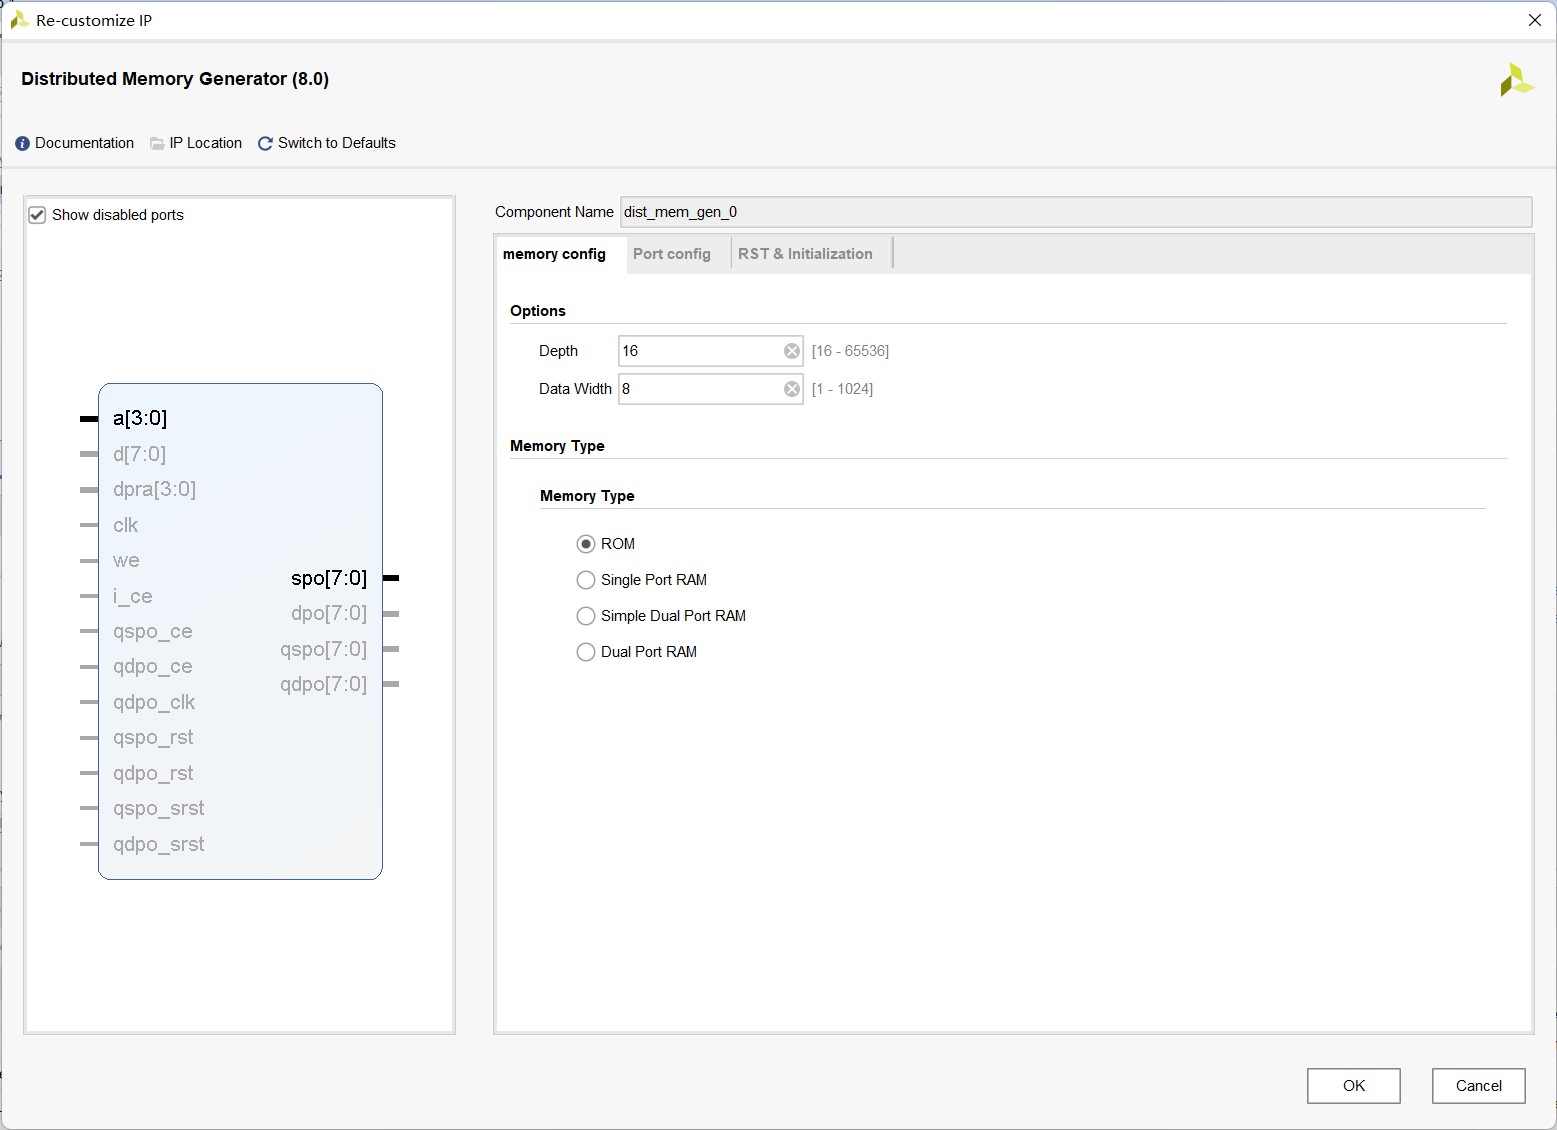 Re-customize IP
Distributed Memory Generator (8.0)
Documentation IP Location Switch to Defaults
Show disabled ports
a[3:0]
d[7:0]
dpra[3:0]
clk
we
i_ce
qspo_ce
qdpo_ce
qdpo_clk
qspo_rst
qdpo_rst
qspo_srst
qdpo_srst
spo[7:0]
dpo[7:0]
qspo[7:0]
qdpo[7:0]
Component Name dist_mem_gen_0
memory config Port config RST & Initialization
Options
Depth 16 [16 - 65536]
Data Width 8 [1 - 1024]
Memory Type
Memory Type
ROM
Single Port RAM
Simple Dual Port RAM
Dual Port RAM
OK Cancel